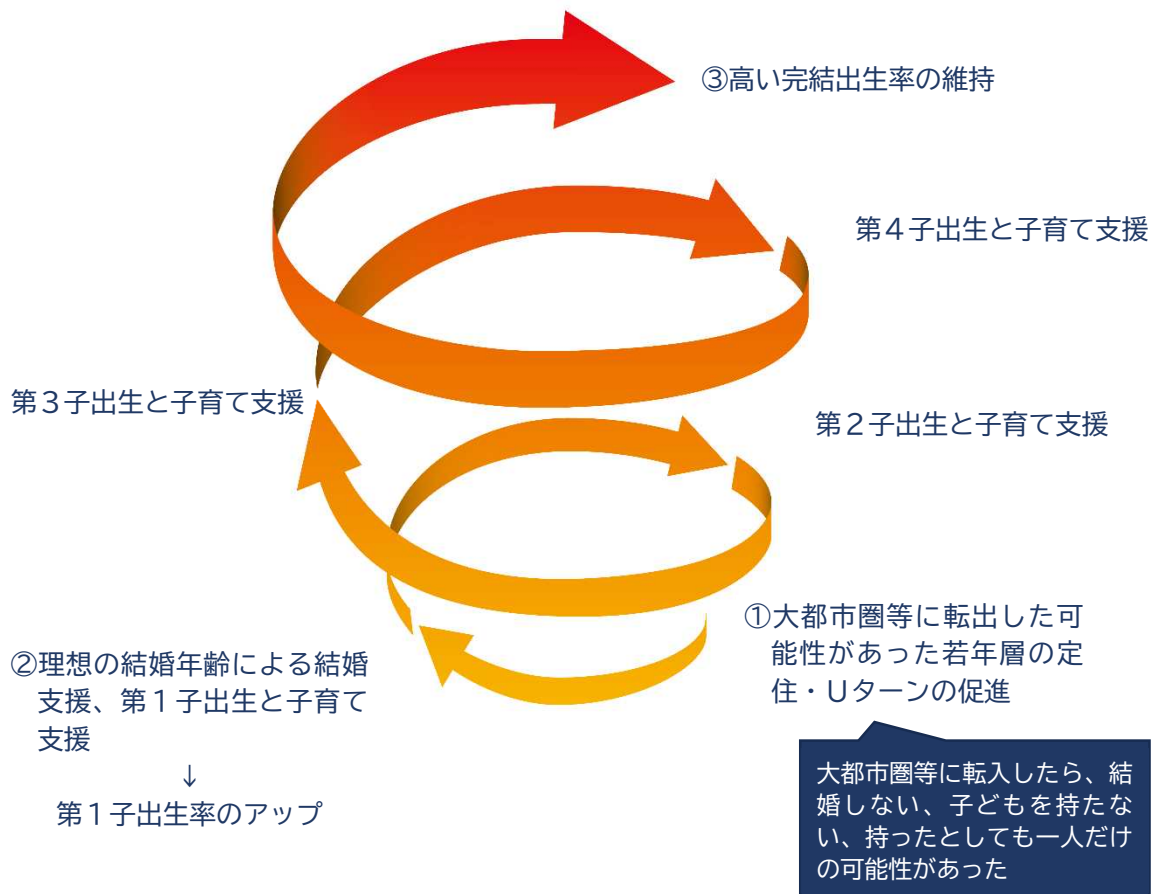 ③高い完結出生率の維持
第４子出生と子育て支援
第３子出生と子育て支援
第２子出生と子育て支援
①大都市圏等に転出した可
能性があった若年層の定
住・Ｕターンの促進
②理想の結婚年齢による結婚
支援、第１子出生と子育て
支援
↓
第１子出生率のアップ
大都市圏等に転入したら、結
婚しない、子どもを持たな
い、持ったとしても一人だけ
の可能性があった